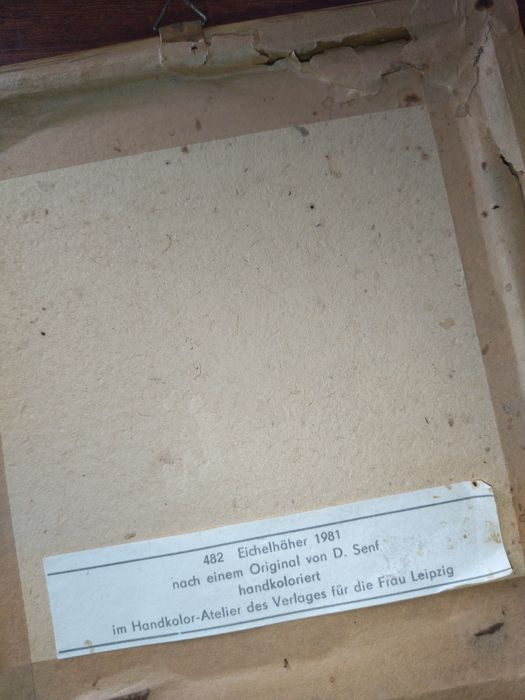 482 Eichelhäher 1981
nach einem Original von D. Senf
handkoloriert
im Handkolor-Atelier des Verlages für die Frau Leipzig